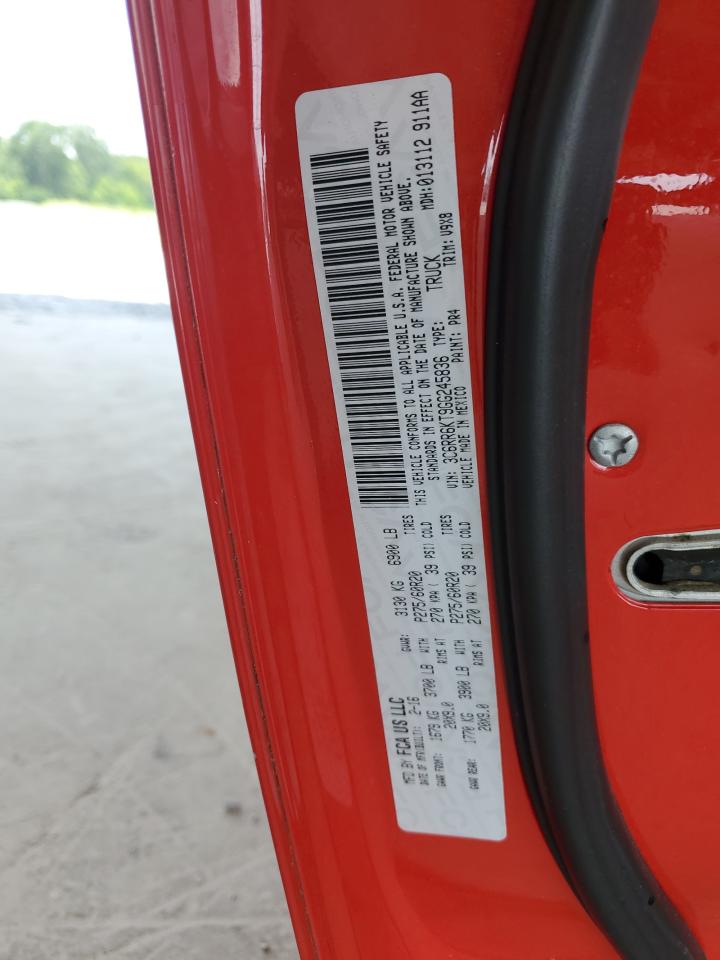 MFD BY FCA US LLC
DATE OF MFR(BUILT): 2-16 GVWR: 3130 KG 6900 LB
GAWR FRONT: 1679 KG 3700 LB WITH P275/60R20 TIRES
20X9.0 RIMS AT 270 KPA ( 39 PSI) COLD
GAWR REAR: 1770 KG 3900 LB WITH P275/60R20 TIRES
20X9.0 RIMS AT 270 KPA ( 39 PSI) COLD
THIS VEHICLE CONFORMS TO ALL APPLICABLE U.S.A. FEDERAL MOTOR VEHICLE SAFETY
STANDARDS IN EFFECT ON THE DATE OF MANUFACTURE SHOWN ABOVE.
MDH:013112 911AA
VIN: 3C6RR6KT9GG245836 TYPE: TRUCK
VEHICLE MADE IN MEXICO PAINT: PR4 TRIM: V9X8